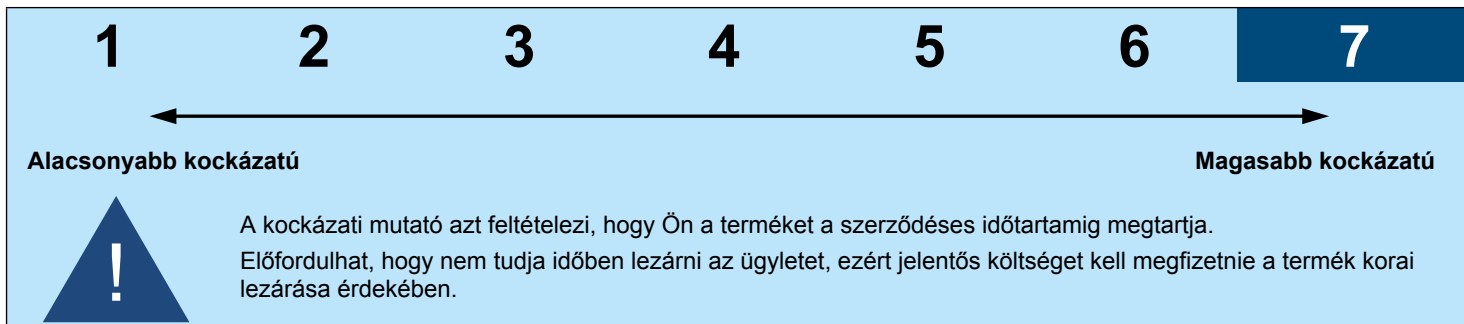 1 2 3 4 5 6 7
Alacsonyabb kockázatú Magasabb kockázatú
!
A kockázati mutató azt feltételezi, hogy Ön a terméket a szerződéses időtartamig megtartja.
Előfordulhat, hogy nem tudja időben lezárni az ügyletet, ezért jelentős költséget kell megfizetnie a termék korai
lezárása érdekében.